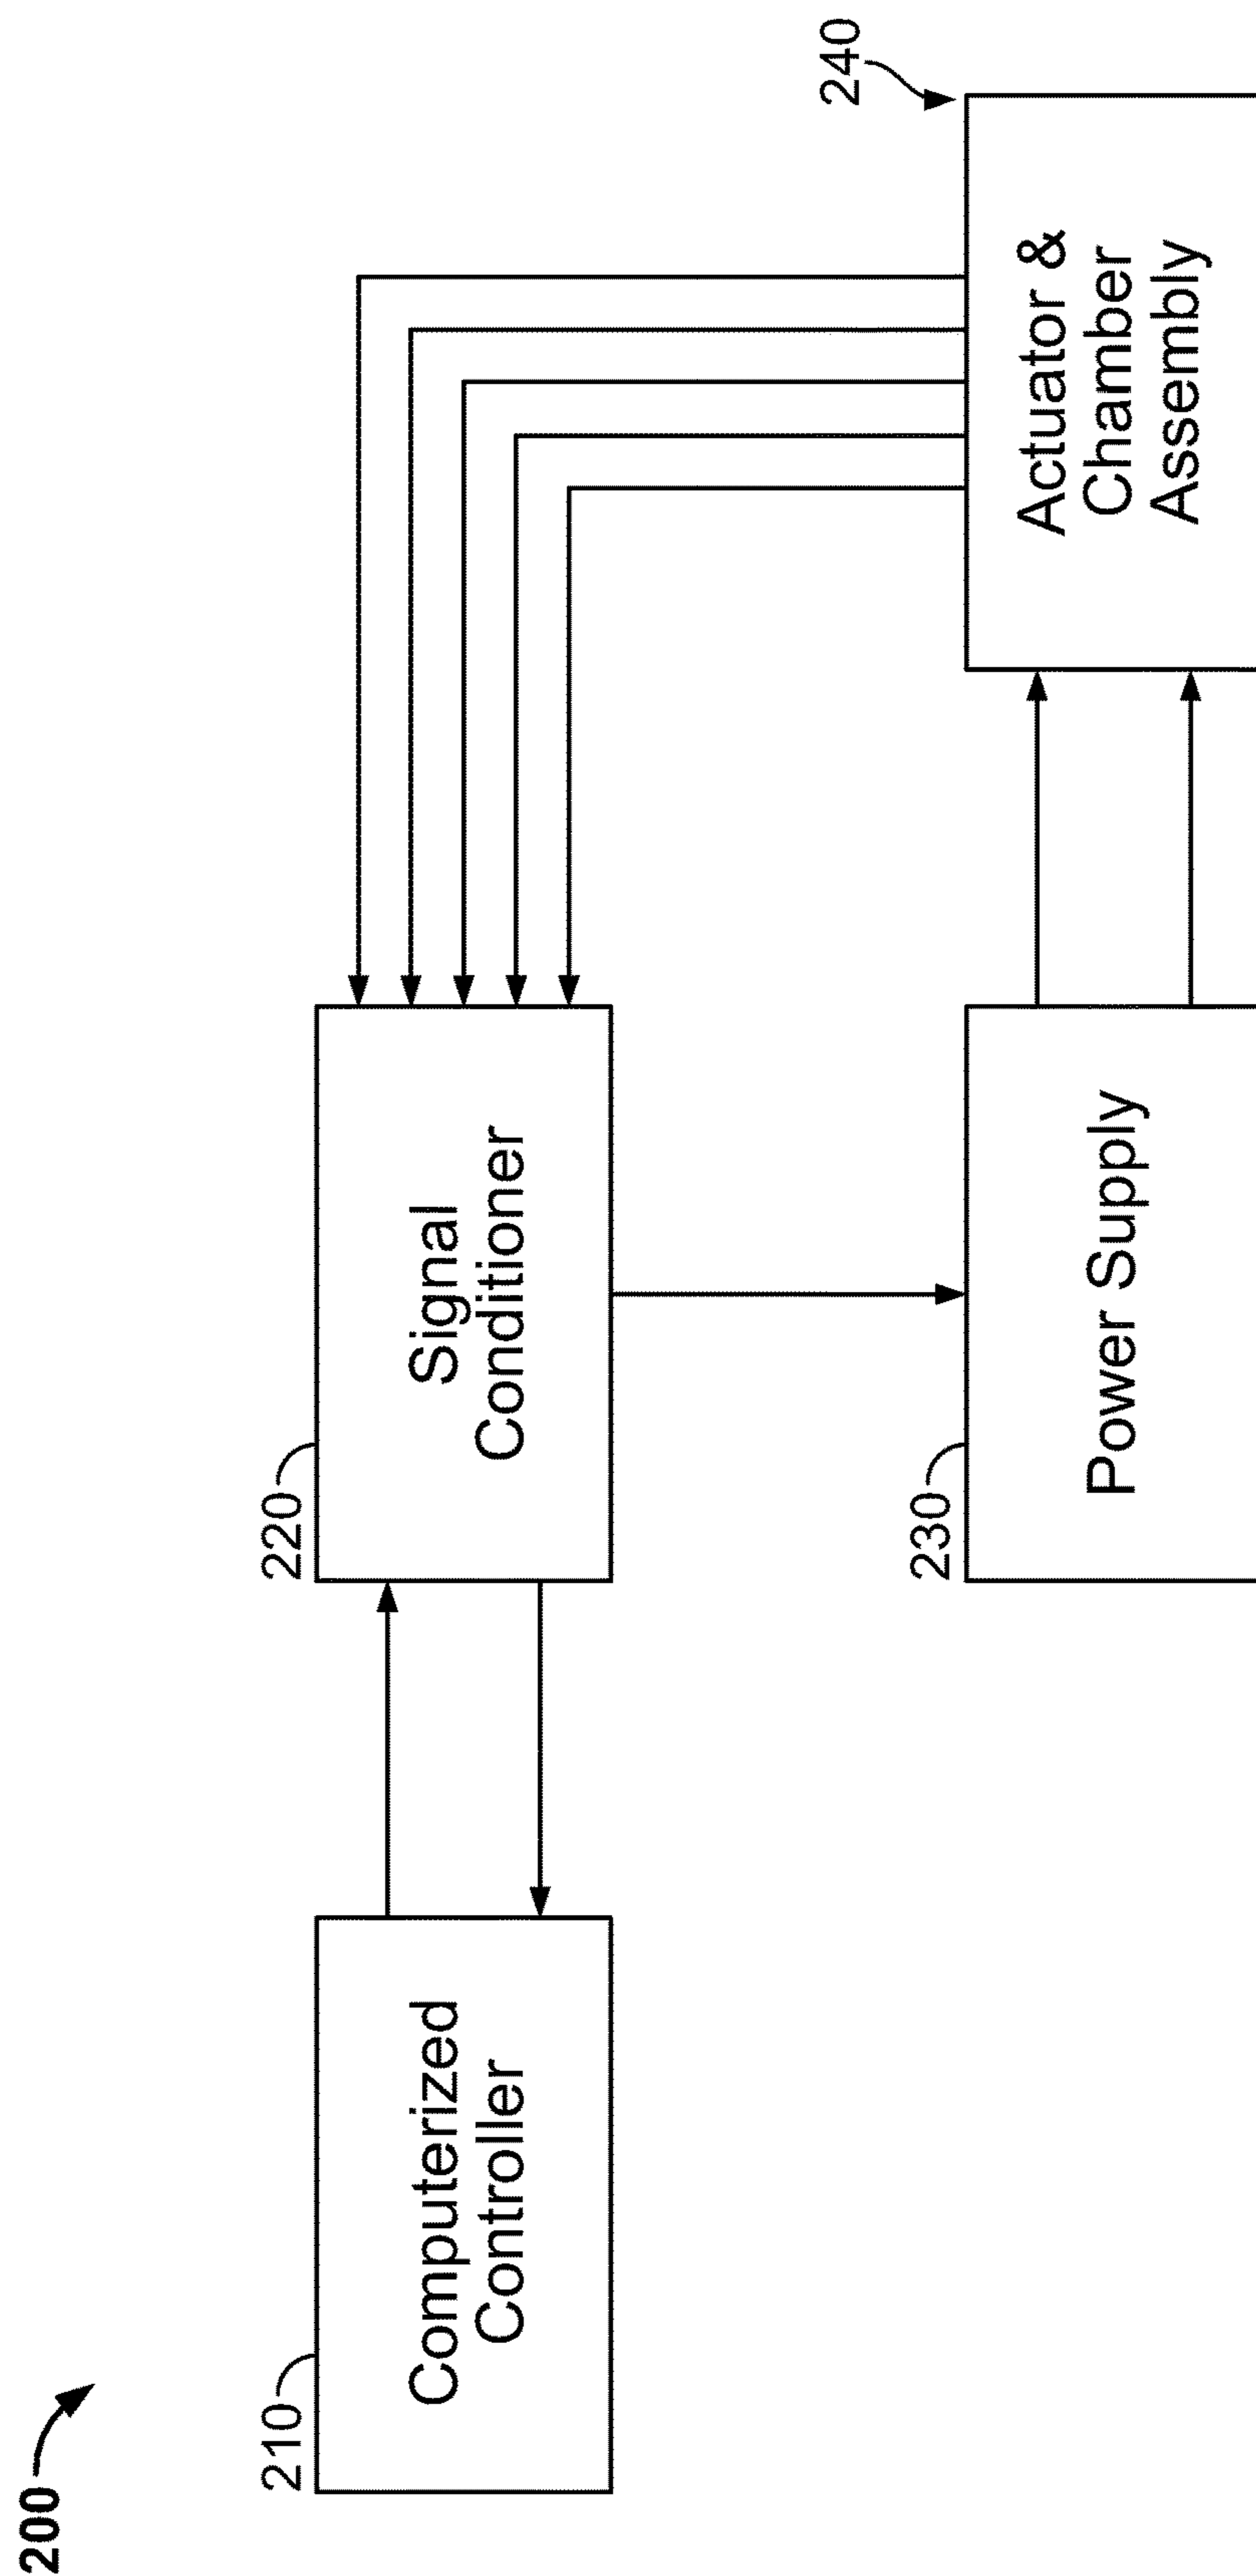 200
210
Computerized
Controller
220
Signal
Conditioner
230
Power Supply
240
Actuator &
Chamber
Assembly